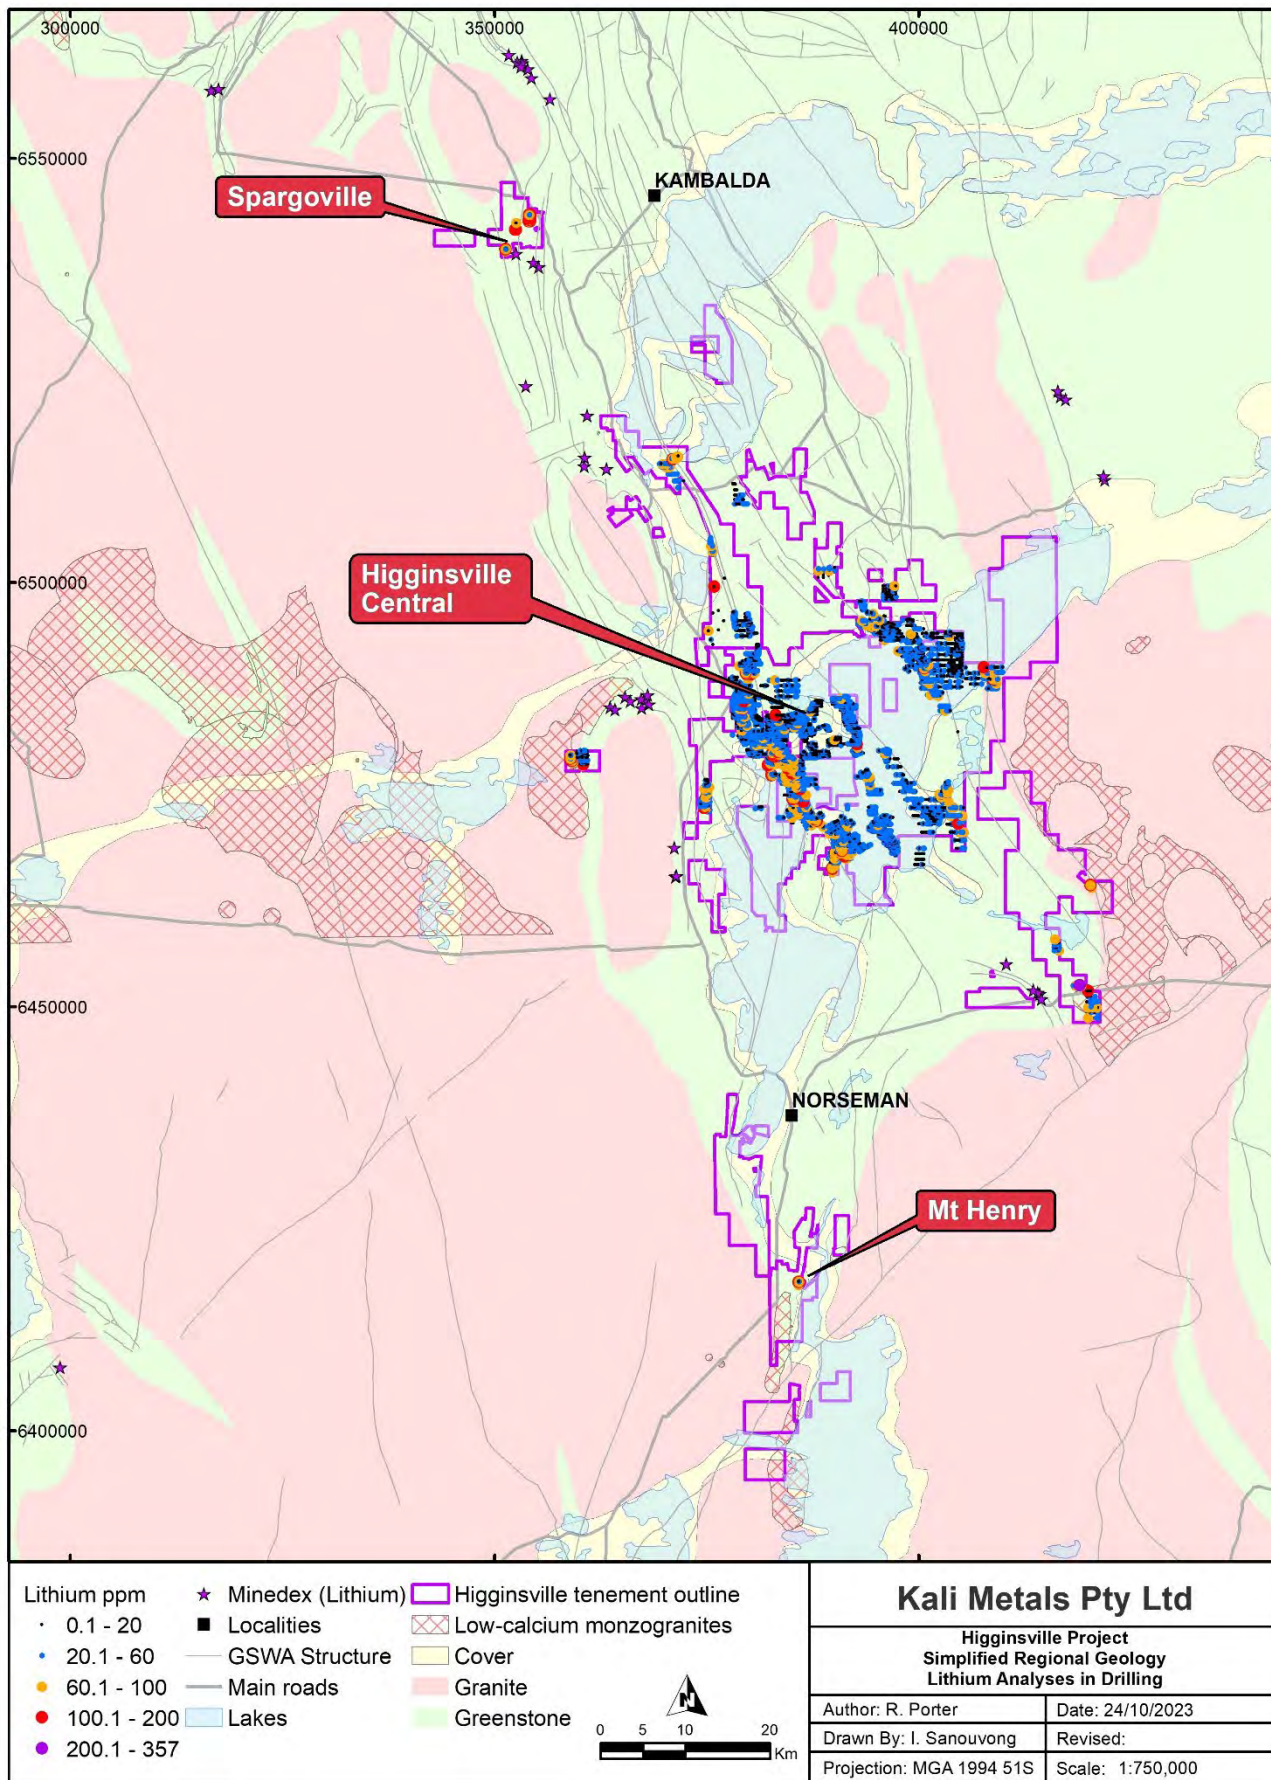 300000
350000
400000
6550000
KAMBALDA
Spargoville
6500000
Higginsville
Central
6450000
NORSEMAN
Mt Henry
6400000
Lithium ppm
0.1 - 20
20.1 - 60
60.1 - 100
100.1 - 200
200.1 - 357
Minedex (Lithium)
Localities
GSWA Structure
Main roads
Lakes
Higginsville tenement outline
Low-calcium monzogranites
Cover
Granite
Greenstone
N
0 5 10 20
Km
Kali Metals Pty Ltd
Higginsville Project
Simplified Regional Geology
Lithium Analyses in Drilling
Author: R. Porter
Date: 24/10/2023
Drawn By: I. Sanouvong
Revised:
Projection: MGA 1994 51S
Scale: 1:750,000